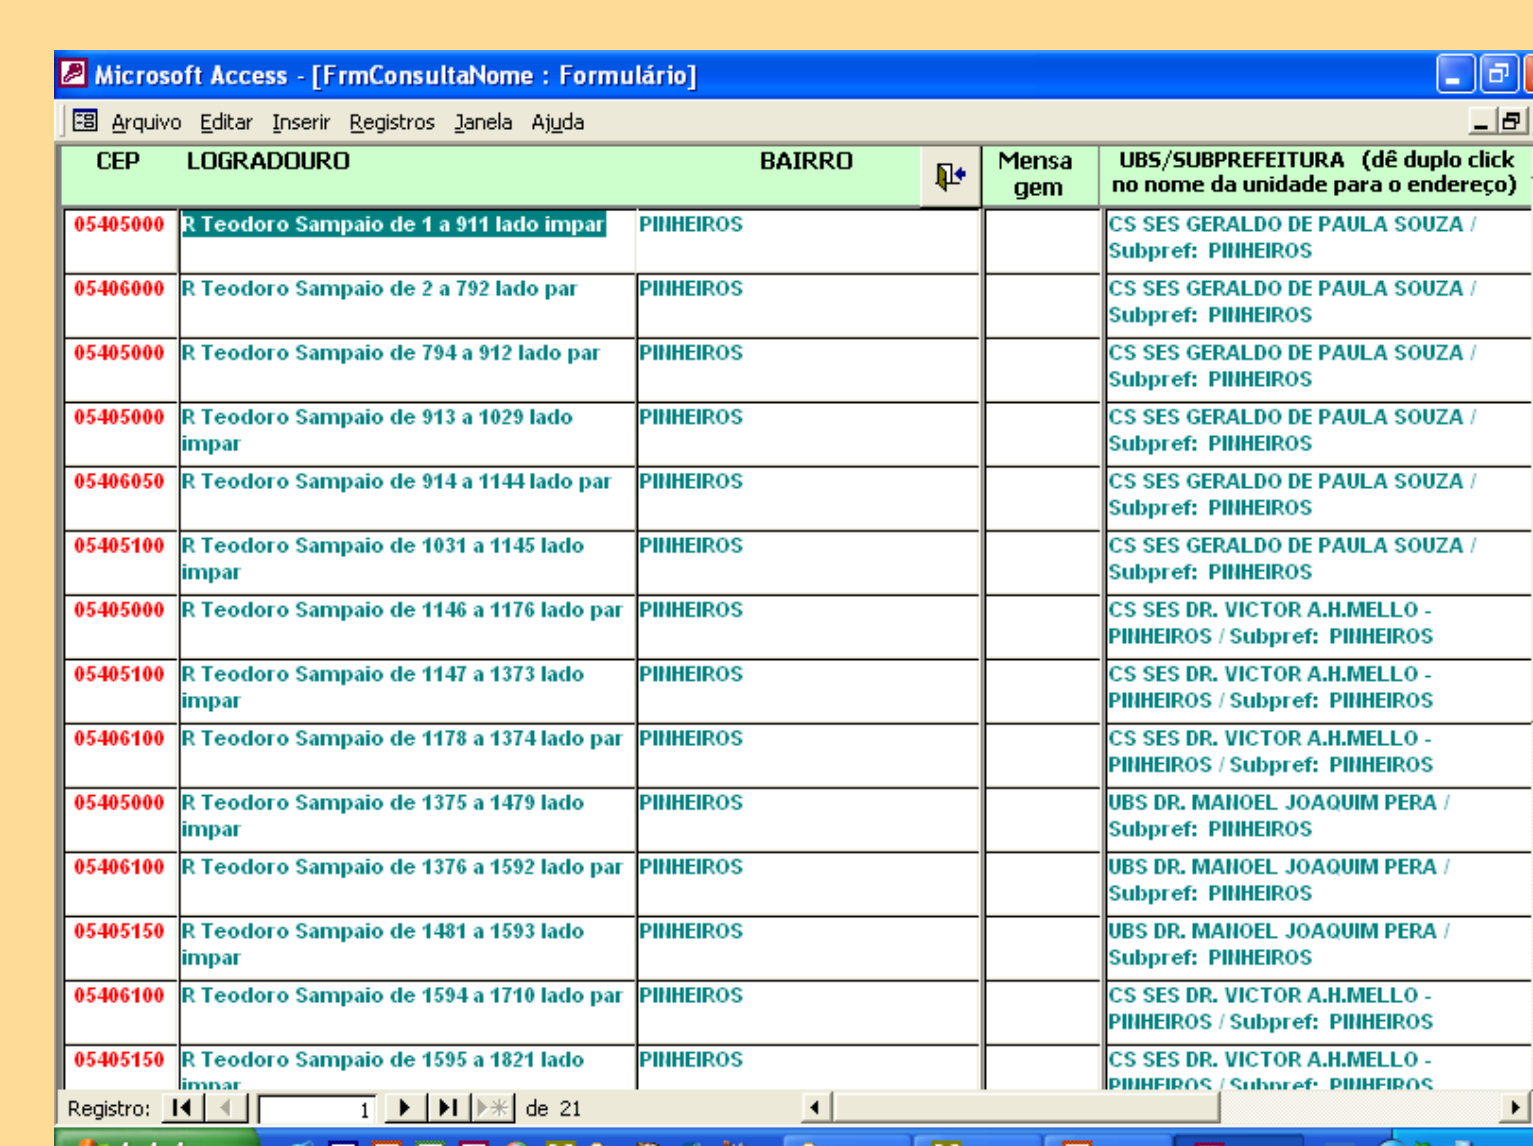 Microsoft Access - [FrmConsultaNome : Formulário]
Arquivo Editar Inserir Registros Janela Ajuda
CEP LOGRADOURO BAIRRO Mensa UBS/SUBPREFEITURA (dê duplo click
gem no nome da unidade para o endereço)
05405000 R Teodoro Sampaio de 1 a 911 lado impar PINHEIROS CS SES GERALDO DE PAULA SOUZA /
Subpref: PINHEIROS
05406000 R Teodoro Sampaio de 2 a 792 lado par PINHEIROS CS SES GERALDO DE PAULA SOUZA /
Subpref: PINHEIROS
05405000 R Teodoro Sampaio de 794 a 912 lado par PINHEIROS CS SES GERALDO DE PAULA SOUZA /
Subpref: PINHEIROS
05405000 R Teodoro Sampaio de 913 a 1029 lado PINHEIROS CS SES GERALDO DE PAULA SOUZA /
impar Subpref: PINHEIROS
05406050 R Teodoro Sampaio de 914 a 1144 lado par PINHEIROS CS SES GERALDO DE PAULA SOUZA /
Subpref: PINHEIROS
05405100 R Teodoro Sampaio de 1031 a 1145 lado PINHEIROS CS SES GERALDO DE PAULA SOUZA /
impar Subpref: PINHEIROS
05405000 R Teodoro Sampaio de 1146 a 1176 lado par PINHEIROS CS SES DR. VICTOR A.H.MELLO -
PINHEIROS / Subpref: PINHEIROS
05405100 R Teodoro Sampaio de 1147 a 1373 lado PINHEIROS CS SES DR. VICTOR A.H.MELLO -
impar PINHEIROS / Subpref: PINHEIROS
05406100 R Teodoro Sampaio de 1178 a 1374 lado par PINHEIROS CS SES DR. VICTOR A.H.MELLO -
PINHEIROS / Subpref: PINHEIROS
05405000 R Teodoro Sampaio de 1375 a 1479 lado PINHEIROS UBS DR. MANOEL JOAQUIM PERA /
impar Subpref: PINHEIROS
05406100 R Teodoro Sampaio de 1376 a 1592 lado par PINHEIROS UBS DR. MANOEL JOAQUIM PERA /
Subpref: PINHEIROS
05405150 R Teodoro Sampaio de 1481 a 1593 lado PINHEIROS UBS DR. MANOEL JOAQUIM PERA /
impar Subpref: PINHEIROS
05406100 R Teodoro Sampaio de 1594 a 1710 lado par PINHEIROS CS SES DR. VICTOR A.H.MELLO -
PINHEIROS / Subpref: PINHEIROS
05405150 R Teodoro Sampaio de 1595 a 1821 lado PINHEIROS CS SES DR. VICTOR A.H.MELLO -
impar PINHEIROS / Subpref: PINHEIROS
Registro: 1 de 21